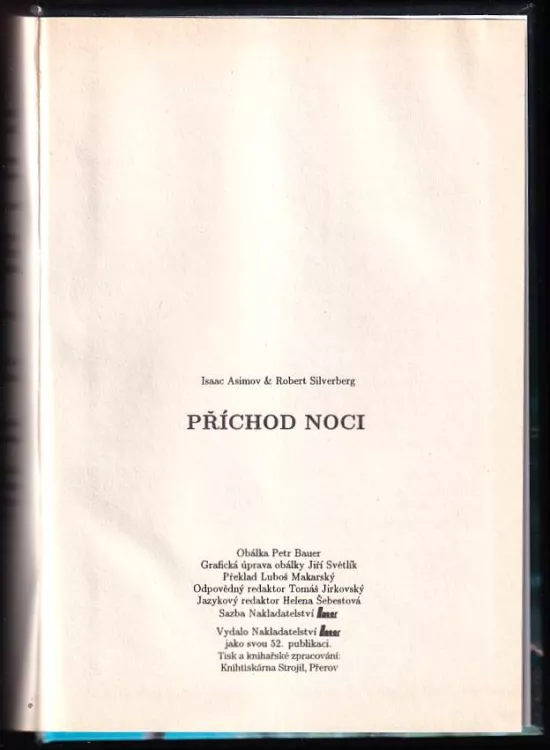 Isaac Asimov & Robert Silverberg
PŘÍCHOD NOCI
Obálka Petr Bauer
Grafická úprava obálky Jiří Světlík
Překlad Luboš Makarský
Odpovědný redaktor Tomáš Jirkovský
Jazykový redaktor Helena Šebestová
Sazba Nakladatelství Bauer
Vydalo Nakladatelství Bauer
jako svou 52. publikaci.
Tisk a knihařské zpracování:
Knihtiskárna Strojil, Přerov